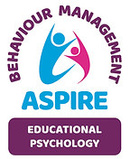 BEHAVIOUR MANAGEMENT
ASPIRE
EDUCATIONAL
PSYCHOLOGY